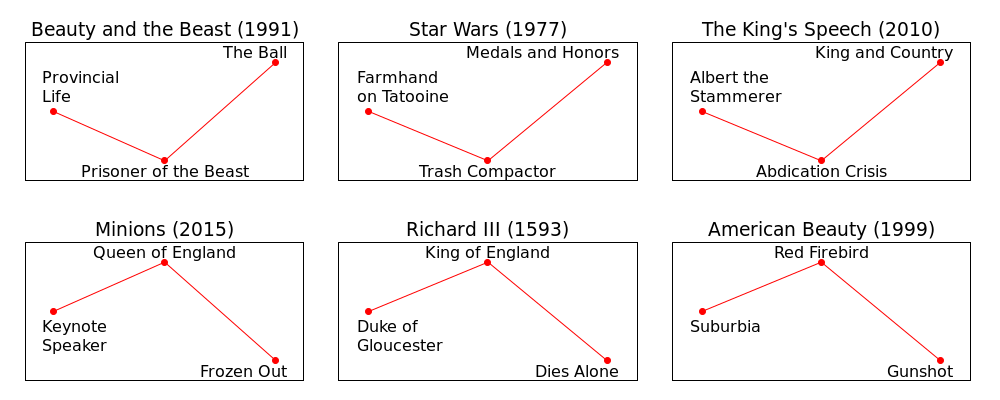 Beauty and the Beast (1991)
The Ball
Provincial
Life
Prisoner of the Beast
Star Wars (1977)
Medals and Honors
Farmhand
on Tatooine
Trash Compactor
The King's Speech (2010)
King and Country
Albert the
Stammerer
Abdication Crisis
Minions (2015)
Queen of England
Keynote
Speaker
Frozen Out
Richard III (1593)
King of England
Duke of
Gloucester
Dies Alone
American Beauty (1999)
Red Firebird
Suburbia
Gunshot